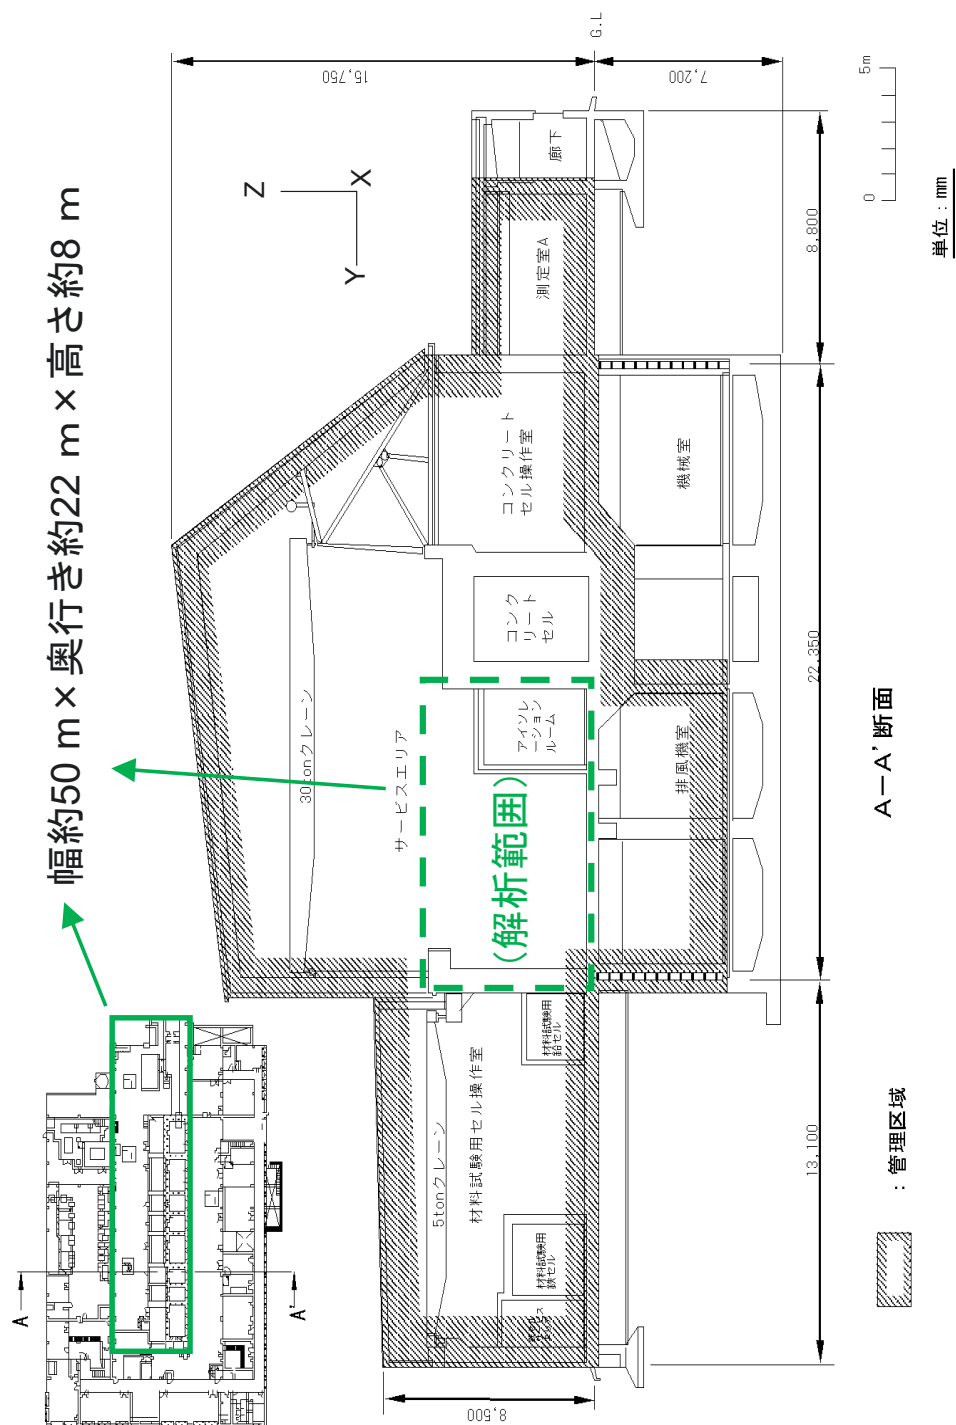 幅約50 m×奥行き約22 m×高さ約8 m
A
A'
15,750
G.L
7,200
Z
Y
X
廊下
測定室A
8,800
0
5m
単位：mm
30tonクレーン
サービスエリア
コンクリート
セル操作室
コンク
リート
セル
アイソレ
ーション
ルーム
(解析範囲)
機械室
排風機室
22,350
A－A'断面
5tonクレーン
材料試験用セル操作室
材料試験用
鉛セル
材料試験用
鉄セル
13,100
8,500
：管理区域